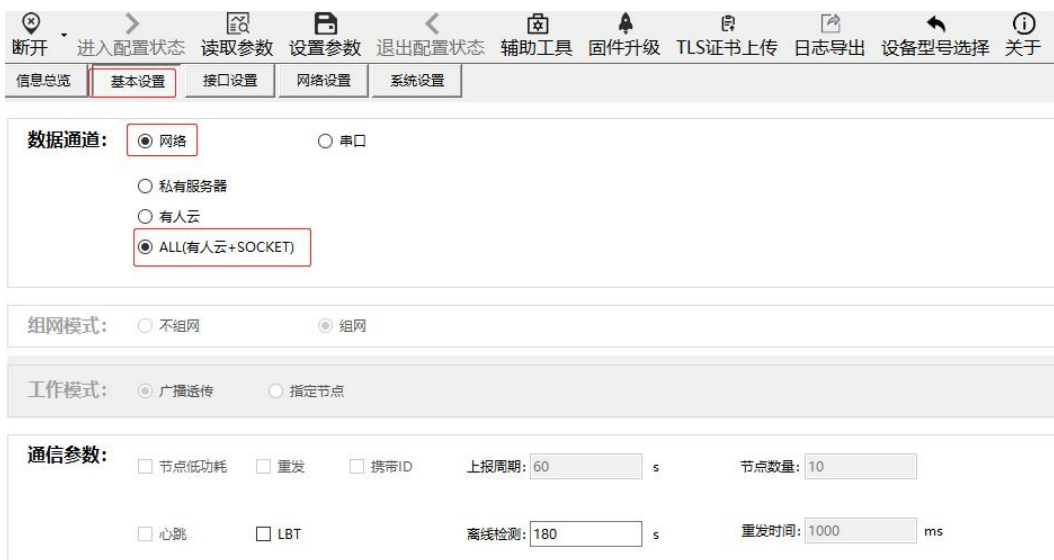 断开 进入配置状态 读取参数 设置参数 退出配置状态 辅助工具 固件升级 TLS证书上传 日志导出 设备型号选择 关于
信息总览 基本设置 接口设置 网络设置 系统设置
数据通道： 网络 串口
私有服务器
有人云
ALL(有人云+SOCKET)
组网模式： 不组网 组网
工作模式： 广播透传 指定节点
通信参数： 节点低功耗 重发 携带ID 上报周期: 60 s 节点数量: 10
心跳 LBT 离线检测: 180 s 重发时间: 1000 ms